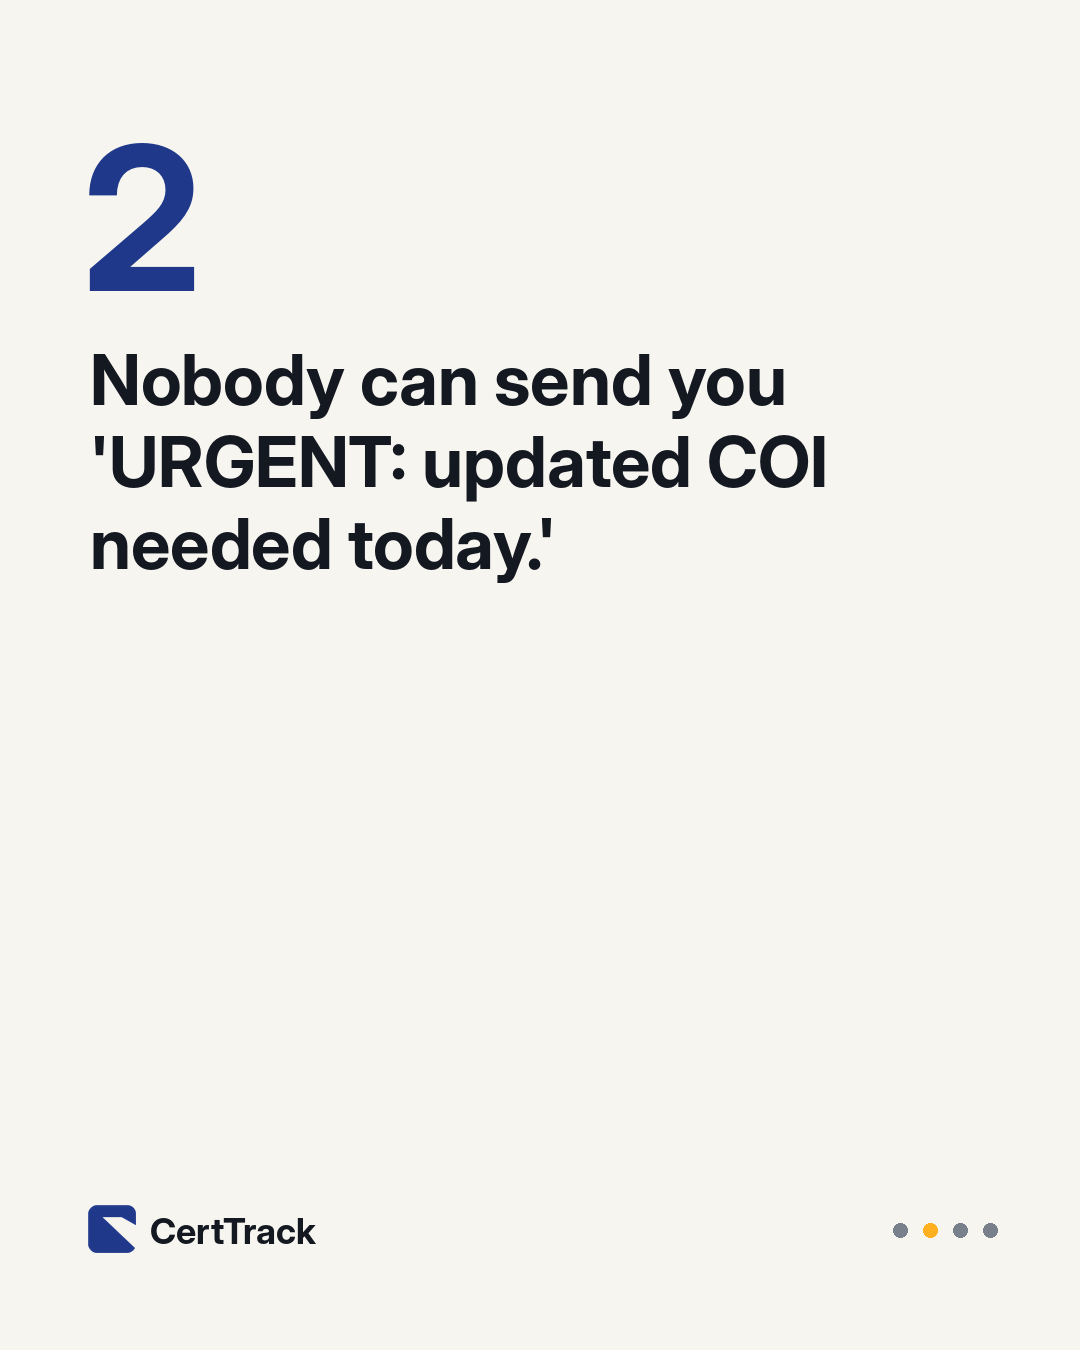 2
Nobody can send you
'URGENT: updated COI
needed today.'
CertTrack